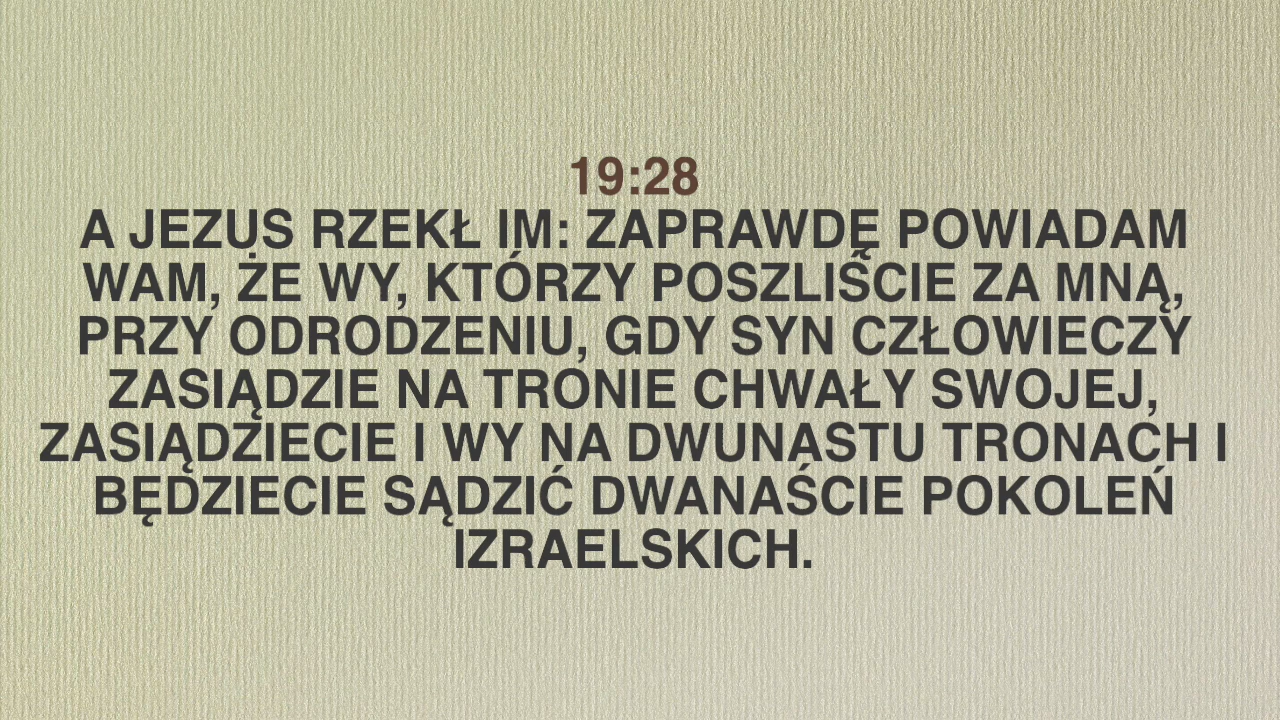 19:28
A JEZUS RZEKŁ IM: ZAPRAWDĘ POWIADAM
WAM, ŻE WY, KTÓRZY POSZLIŚCIE ZA MNĄ,
PRZY ODRODZENIU, GDY SYN CZŁOWIECZY
ZASIĄDZIE NA TRONIE CHWAŁY SWOJEJ,
ZASIĄDZIECIE I WY NA DWUNASTU TRONACH I
BĘDZIECIE SĄDZIĆ DWANAŚCIE POKOLEŃ
IZRAELSKICH.